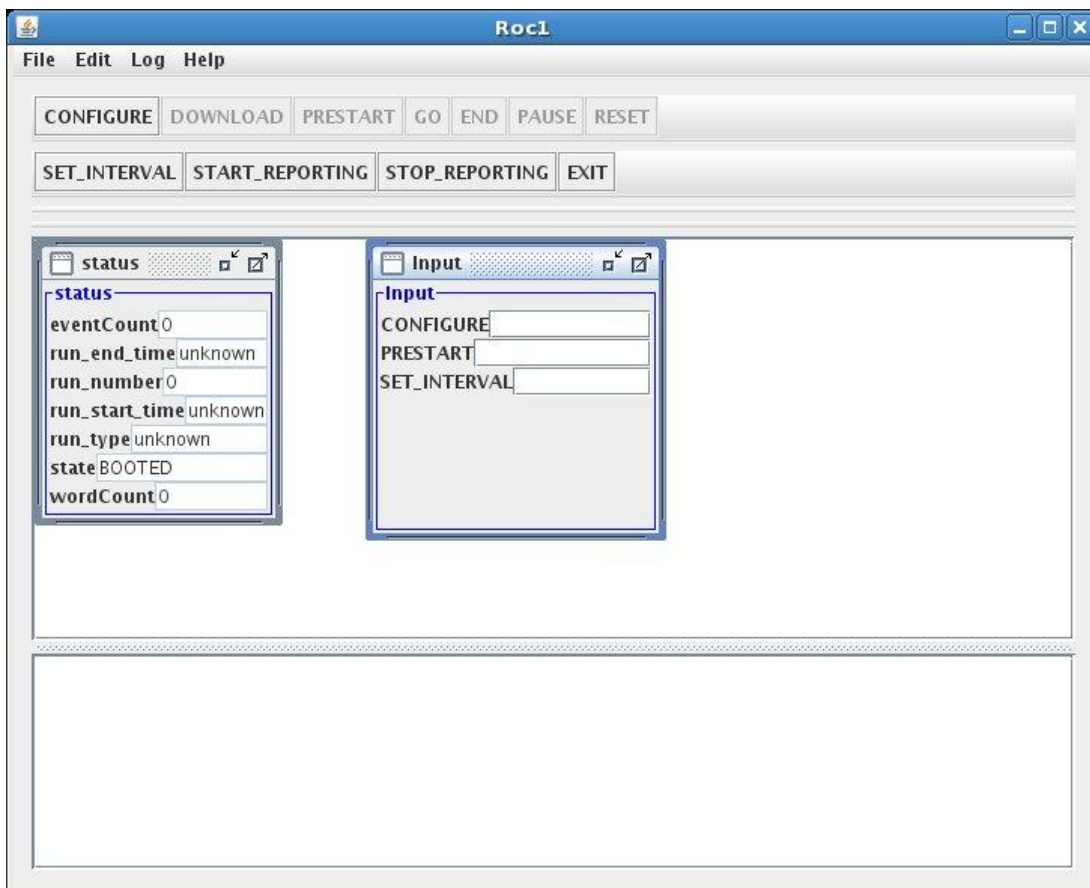 Roc1
File Edit Log Help
CONFIGURE DOWNLOAD PRESTART GO END PAUSE RESET
SET_INTERVAL START_REPORTING STOP_REPORTING EXIT
status
status
eventCount 0
run_end_time unknown
run_number 0
run_start_time unknown
run_type unknown
state BOOTED
wordCount 0
Input
Input
CONFIGURE
PRESTART
SET_INTERVAL